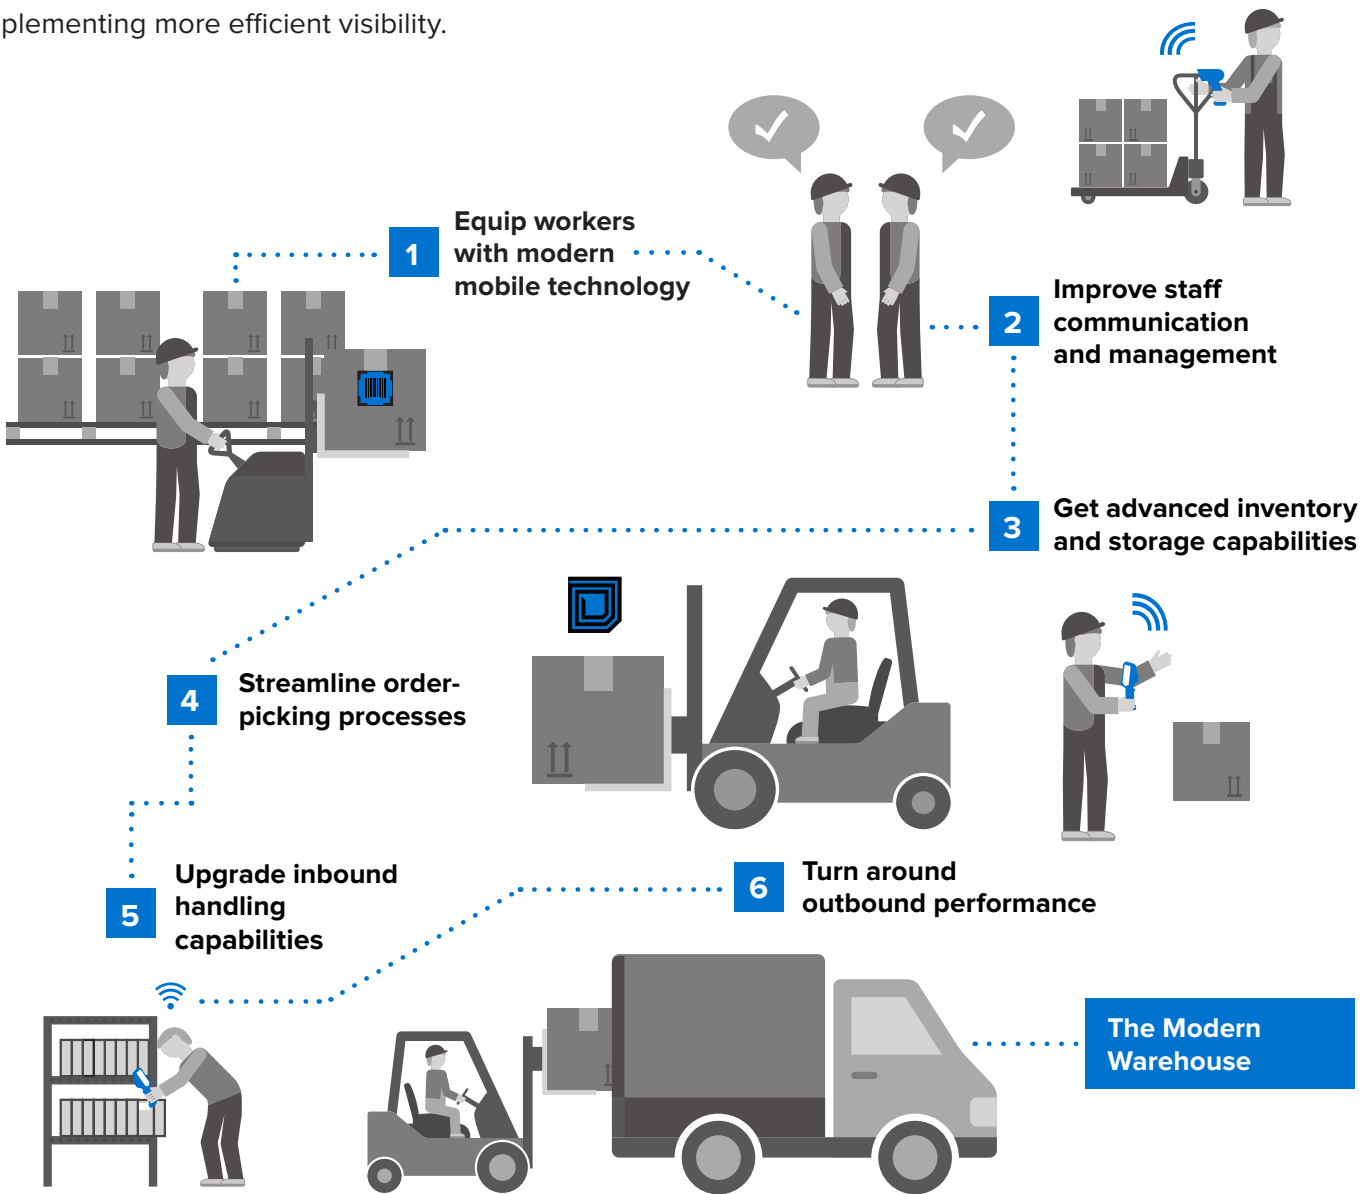 plementing more efficient visibility.
1
Equip workers
with modern
mobile technology
2
Improve staff
communication
and management
3
Get advanced inventory
and storage capabilities
4
Streamline order-
picking processes
5
Upgrade inbound
handling
capabilities
6
Turn around
outbound performance
The Modern
Warehouse